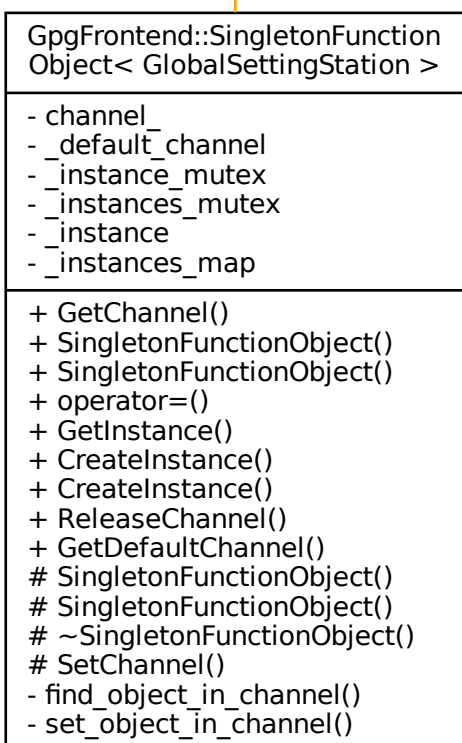 GpgFrontend::SingletonFunction
Object< GlobalSettingStation >
- channel_
- _default_channel
- _instance_mutex
- _instances_mutex
- _instance
- _instances_map
+ GetChannel()
+ SingletonFunctionObject()
+ SingletonFunctionObject()
+ operator=()
+ GetInstance()
+ CreateInstance()
+ CreateInstance()
+ ReleaseChannel()
+ GetDefaultChannel()
# SingletonFunctionObject()
# SingletonFunctionObject()
# ~SingletonFunctionObject()
# SetChannel()
- find_object_in_channel()
- set_object_in_channel()